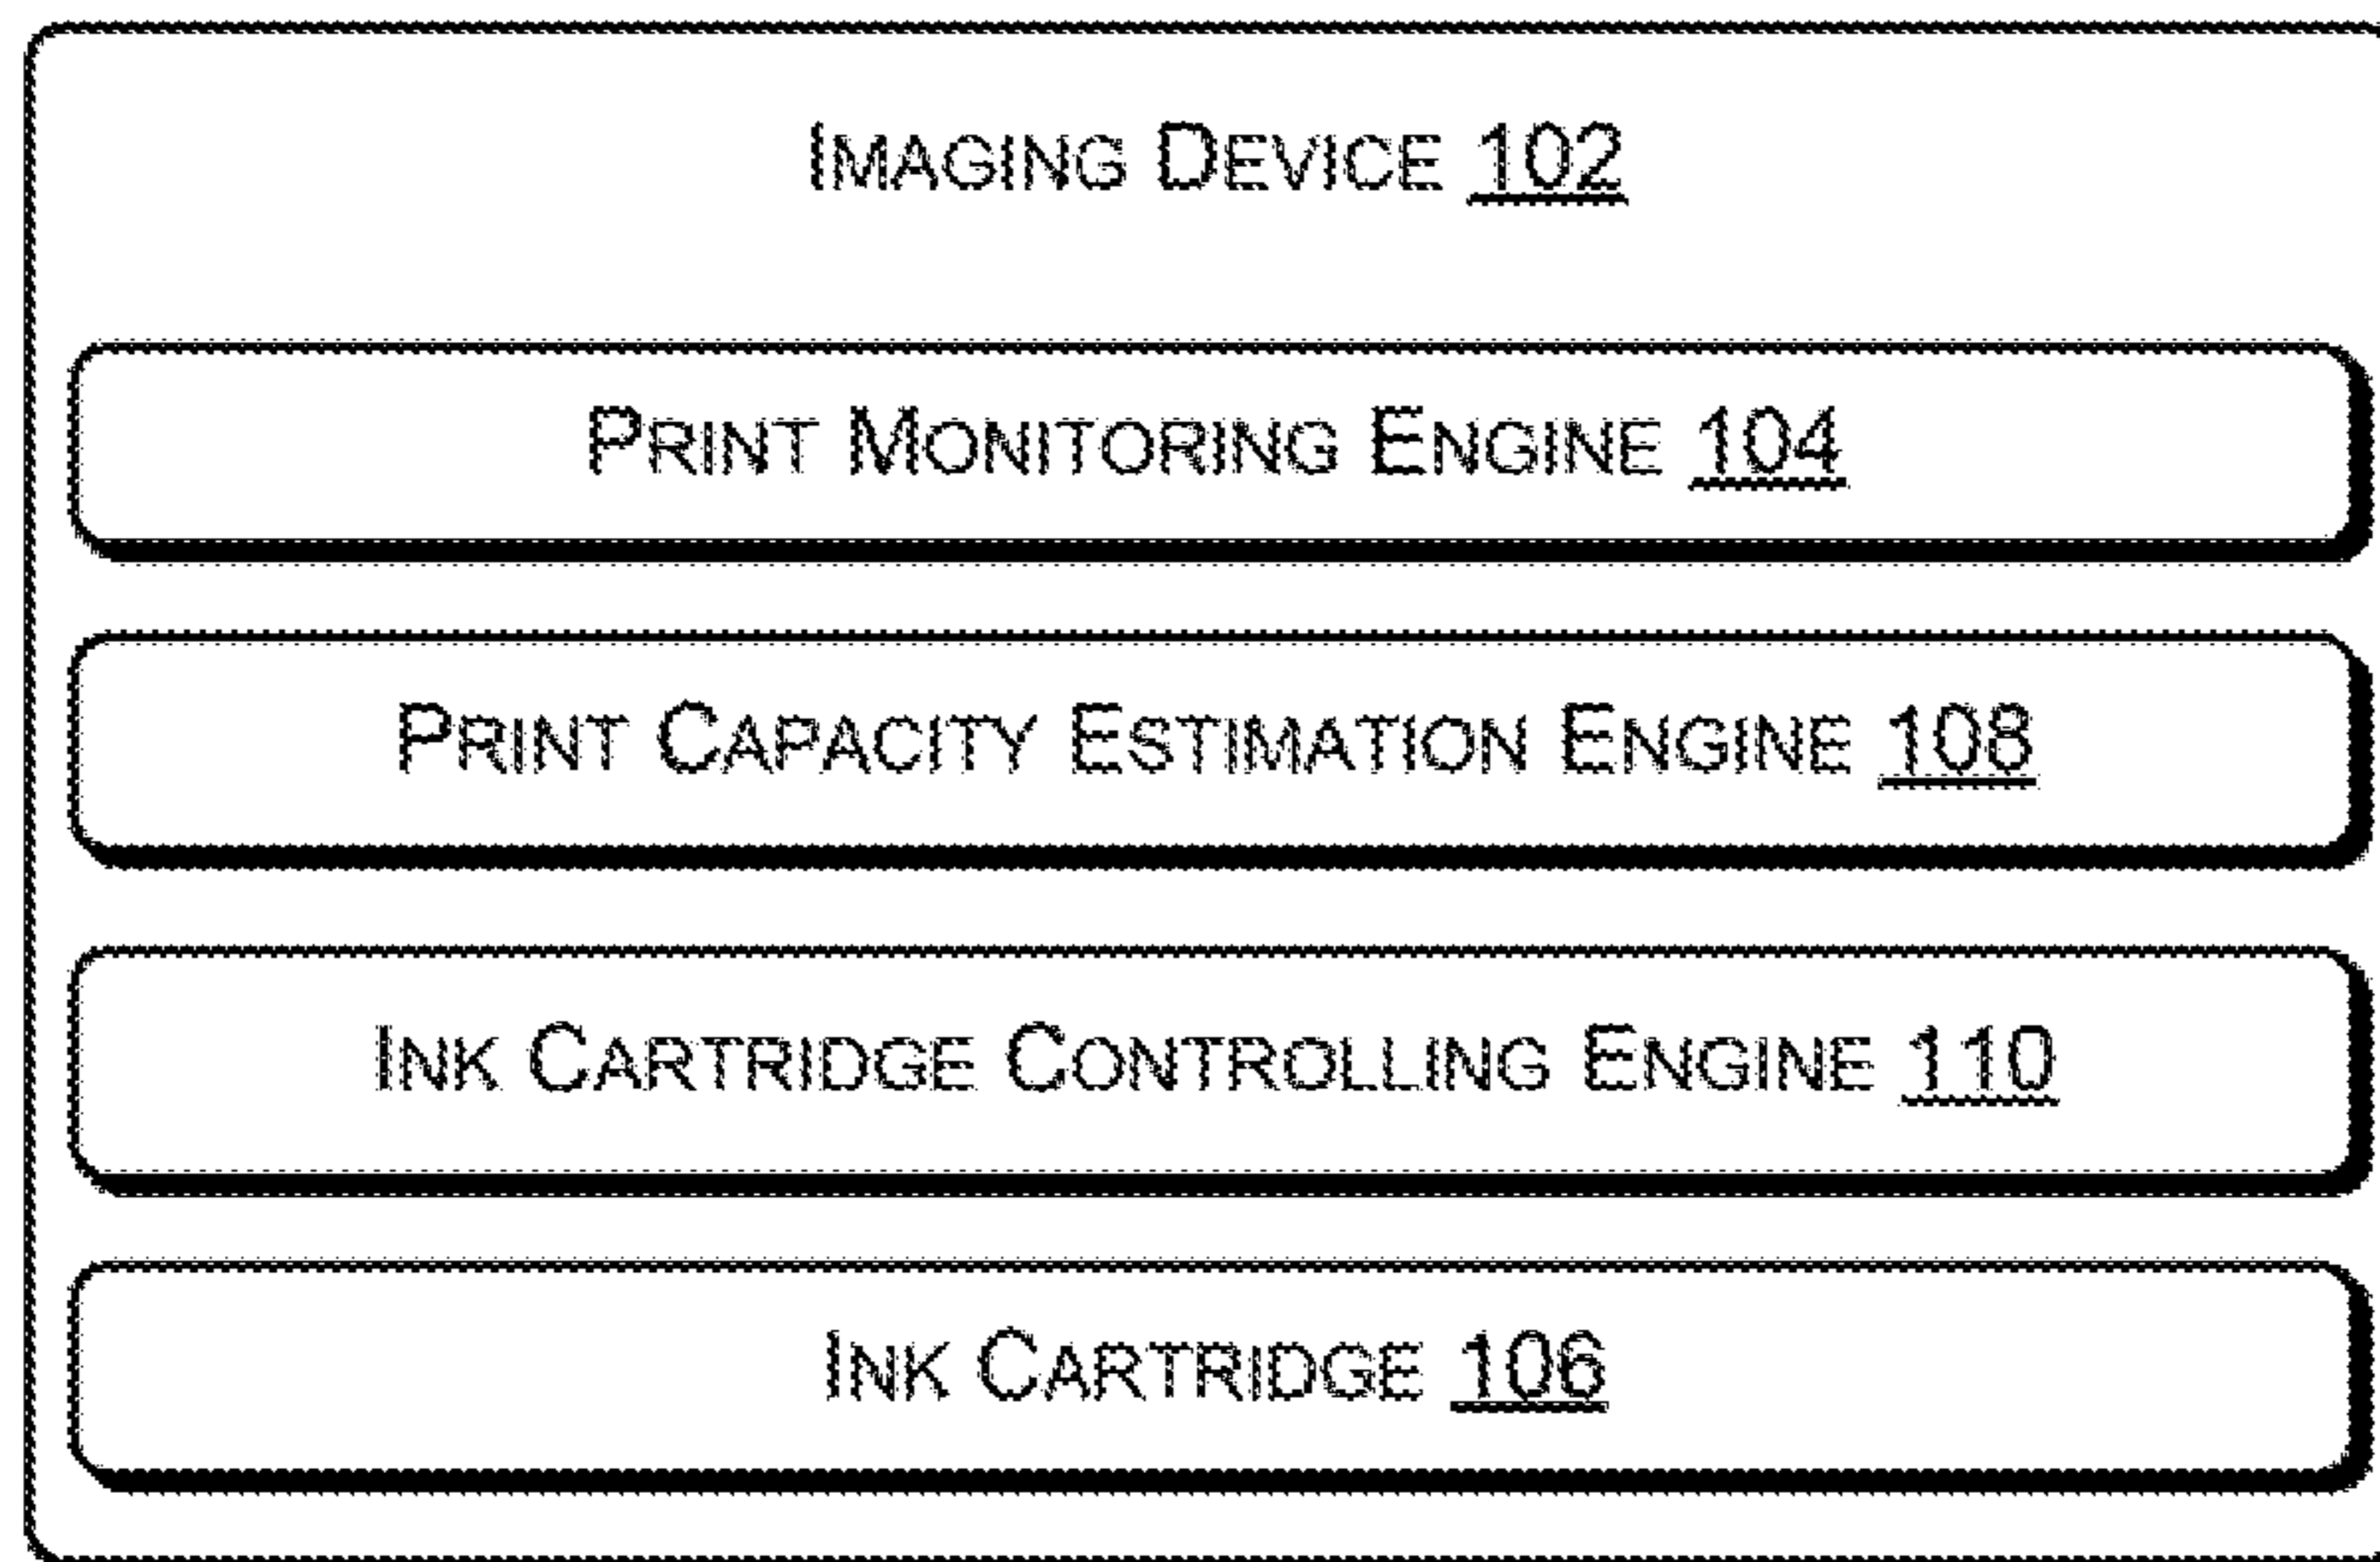 IMAGING DEVICE 102
PRINT MONITORING ENGINE 104
PRINT CAPACITY ESTIMATION ENGINE 108
INK CARTRIDGE CONTROLLING ENGINE 110
INK CARTRIDGE 106